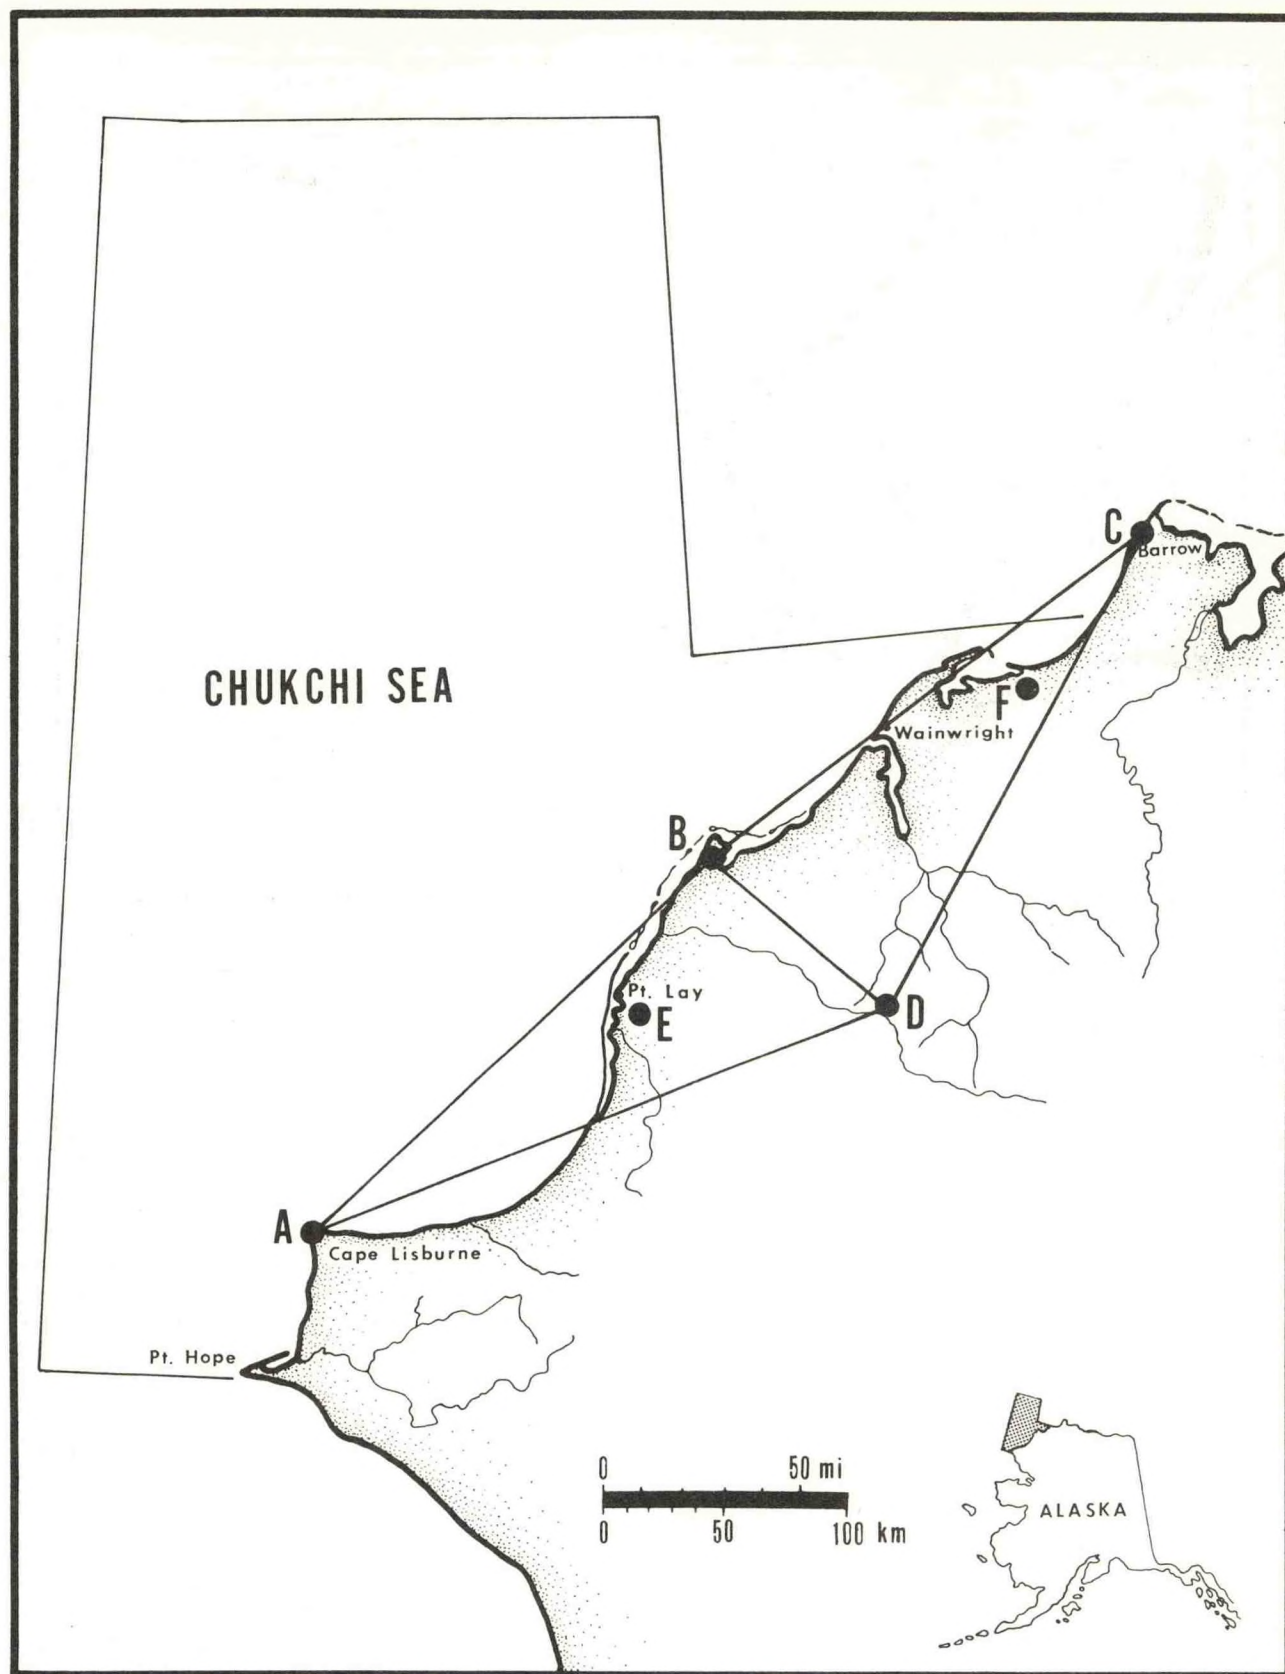 C
Barrow
CHUKCHI SEA
F
Wainwright
B
Pt. Lay
E
D
A
Cape Lisburne
Pt. Hope
0 50 mi
0 50 100 km
ALASKA